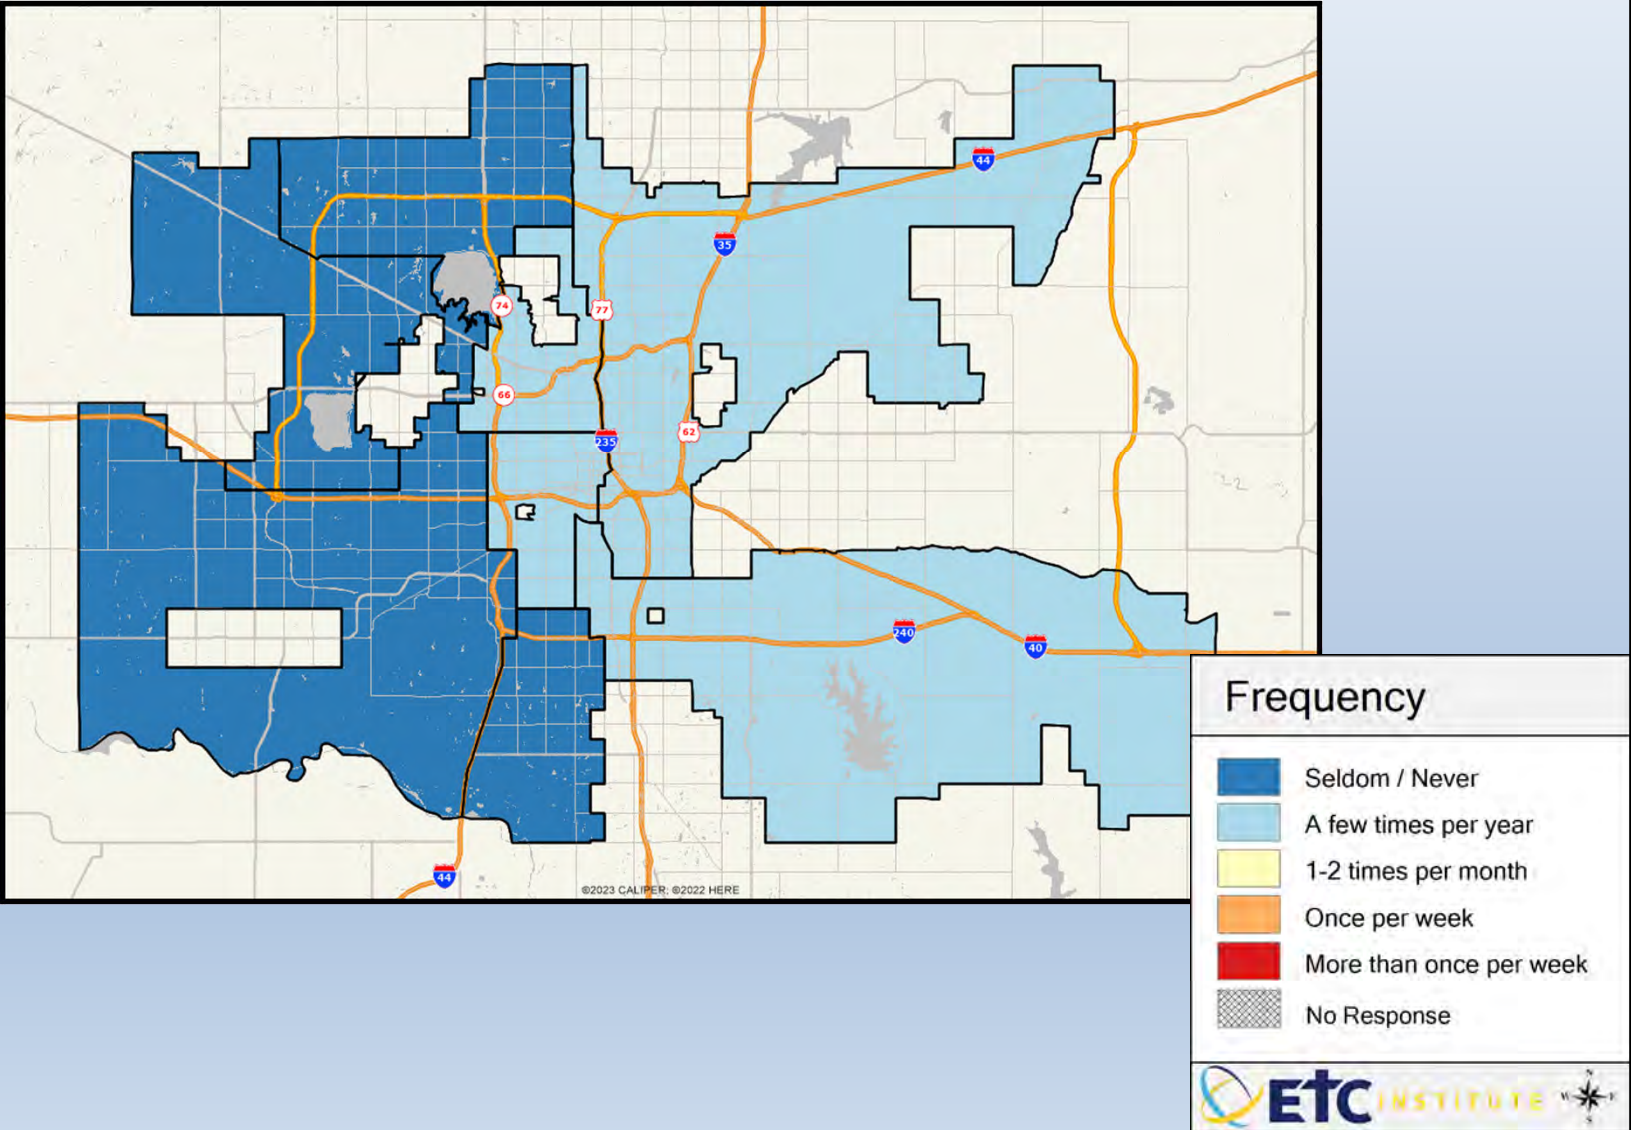 44
35
74
77
66
62
235
240
40
44
©2023 CALIPER; ©2022 HERE
Frequency
Seldom / Never
A few times per year
1-2 times per month
Once per week
More than once per week
No Response
ETC INSTITUTE
N
W E
S